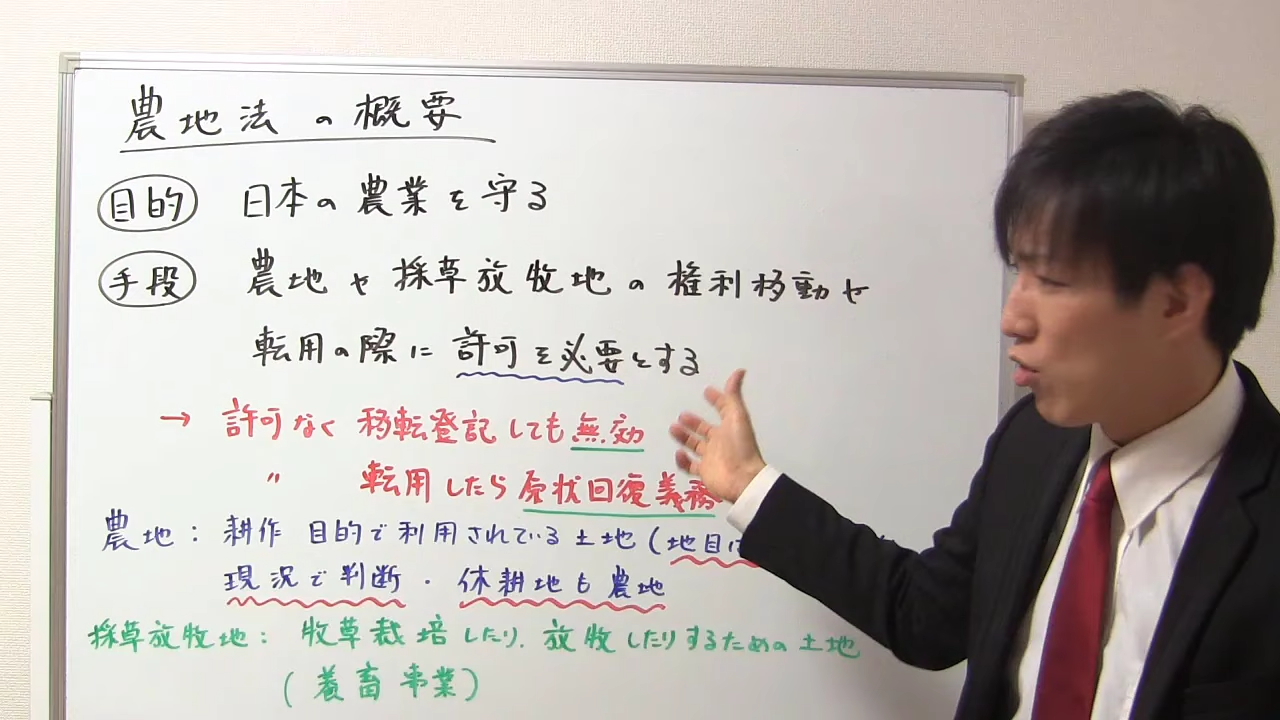 農地法の概要
目的 日本の農業を守る
手段 農地や採草放牧地の権利移動や
転用の際に許可を必要とする
→ 許可なく移転登記しても無効
〃 転用したら原状回復義務
農地：耕作目的で利用されている土地(地目は
現況で判断・休耕地も農地
採草放牧地：牧草栽培したり、放牧したりするための土地
(養畜事業)